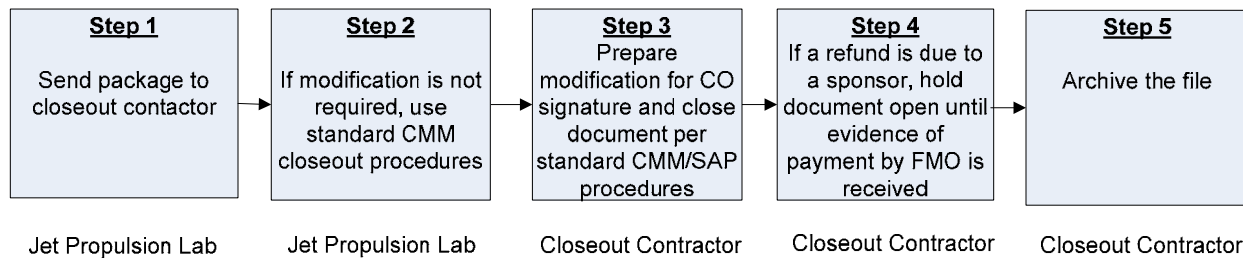 Step 1
Send package to
closeout contactor
Step 2
If modification is not
required, use
standard CMM
closeout procedures
Step 3
Prepare
modification for CO
signature and close
document per
standard CMM/SAP
procedures
Step 4
If a refund is due to
a sponsor, hold
document open until
evidence of
payment by FMO is
received
Step 5
Archive the file
Jet Propulsion Lab
Jet Propulsion Lab
Closeout Contractor
Closeout Contractor
Closeout Contractor